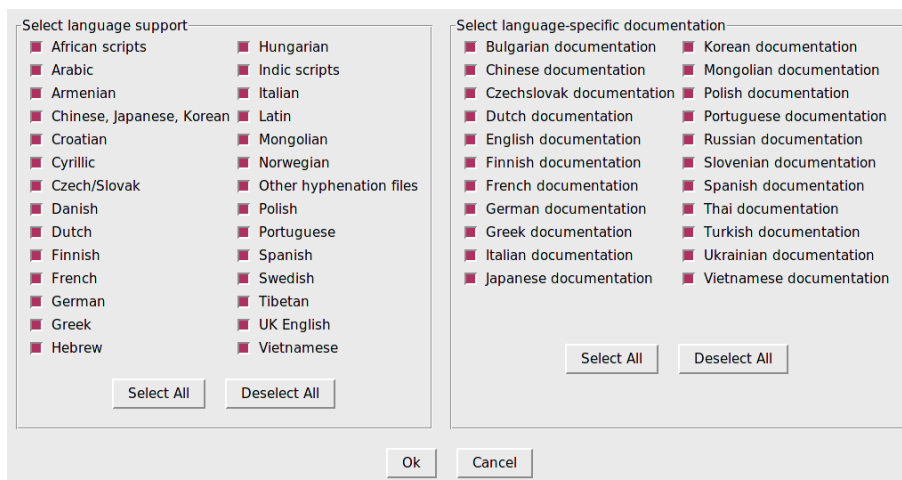 Select language support
African scripts
Arabic
Armenian
Chinese, Japanese, Korean
Croatian
Cyrillic
Czech/Slovak
Danish
Dutch
Finnish
French
German
Greek
Hebrew
Hungarian
Indic scripts
Italian
Latin
Mongolian
Norwegian
Other hyphenation files
Polish
Portuguese
Spanish
Swedish
Tibetan
UK English
Vietnamese
Select All
Deselect All
Select language-specific documentation
Bulgarian documentation
Chinese documentation
Czechslovak documentation
Dutch documentation
English documentation
Finnish documentation
French documentation
German documentation
Greek documentation
Italian documentation
Japanese documentation
Korean documentation
Mongolian documentation
Polish documentation
Portuguese documentation
Russian documentation
Slovenian documentation
Spanish documentation
Thai documentation
Turkish documentation
Ukrainian documentation
Vietnamese documentation
Select All
Deselect All
Ok
Cancel